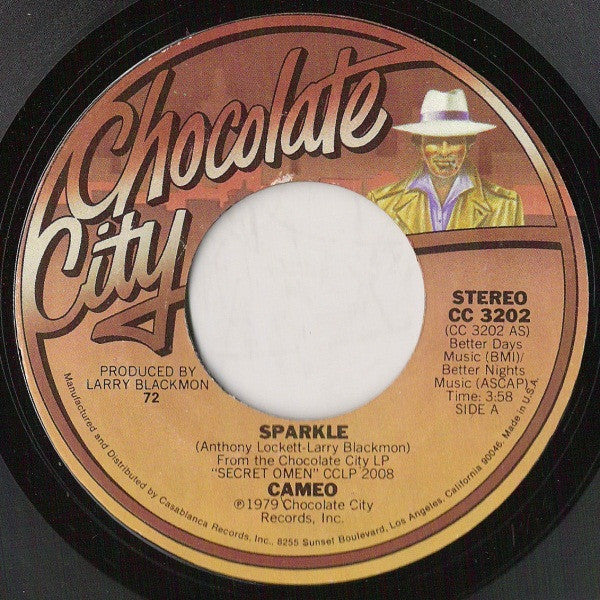 Chocolate
City
STEREO
CC 3202
(CC 3202 AS)
Better Days
Music (BMI)/
Better Nights
Music (ASCAP)
Time: 3:58
SIDE A
PRODUCED BY
LARRY BLACKMON
72
SPARKLE
(Anthony Lockett-Larry Blackmon)
From the Chocolate City LP
"SECRET OMEN" CCLP 2008
CAMEO
℗1979 Chocolate City
Records, Inc.
Manufactured and Distributed by Casablanca Records, Inc., 8255 Sunset Boulevard, Los Angeles, California 90046, Made in U.S.A.